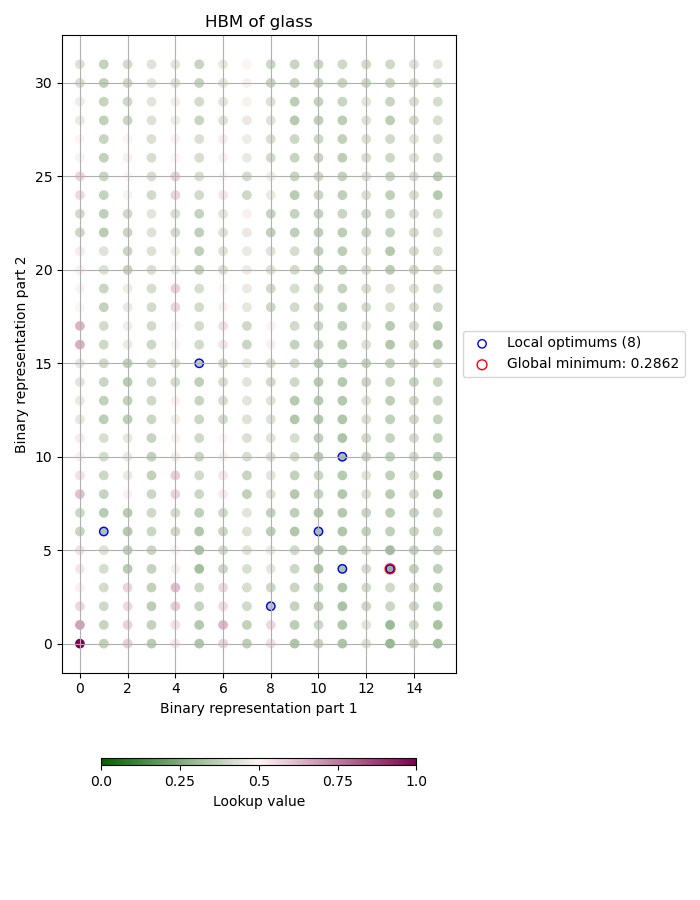 HBM of glass
30
25
20
15
10
5
0
Binary representation part 2
0 2 4 6 8 10 12 14
Binary representation part 1
Local optimums (8)
Global minimum: 0.2862
0.0 0.25 0.5 0.75 1.0
Lookup value